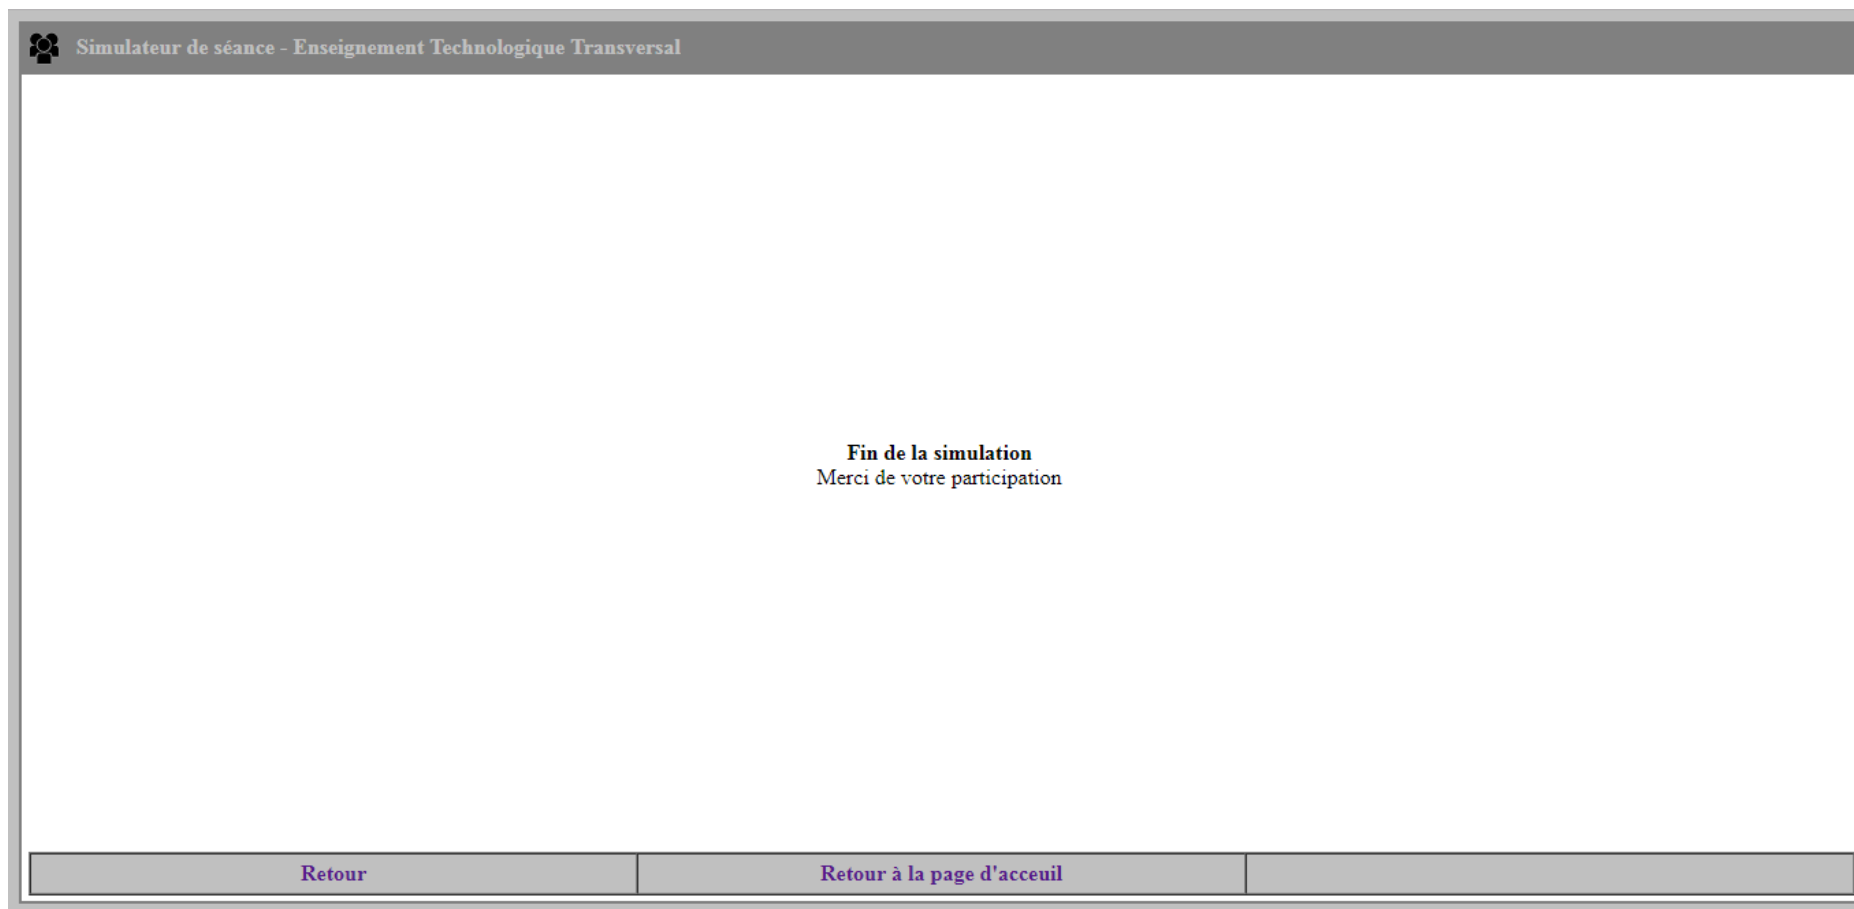 Simulateur de séance - Enseignement Technologique Transversal
Fin de la simulation
Merci de votre participation
Retour
Retour à la page d'acceuil